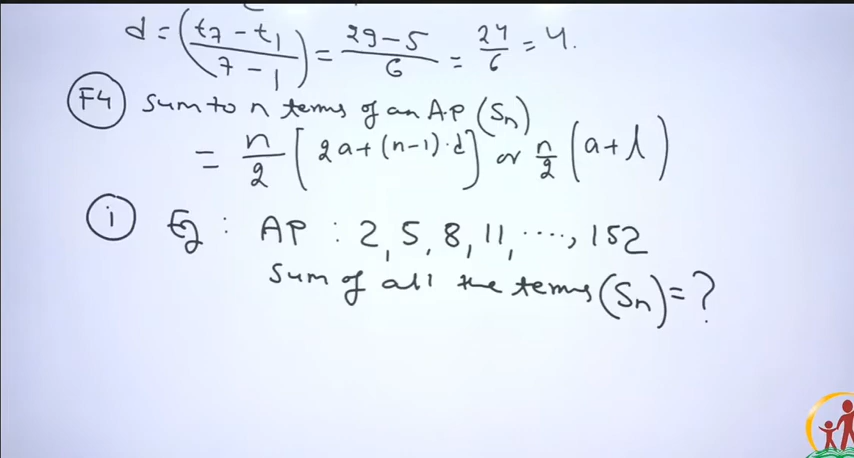 d = (t7 - t1 / 7 - 1) = 29 - 5 / 6 = 24 / 6 = 4.
F4 Sum to n terms of an A.P (Sn)
= n/2 [2a + (n-1)·d] or n/2 (a + l)
i Eg : AP : 2, 5, 8, 11, ...., 152
Sum of all the terms (Sn) = ?